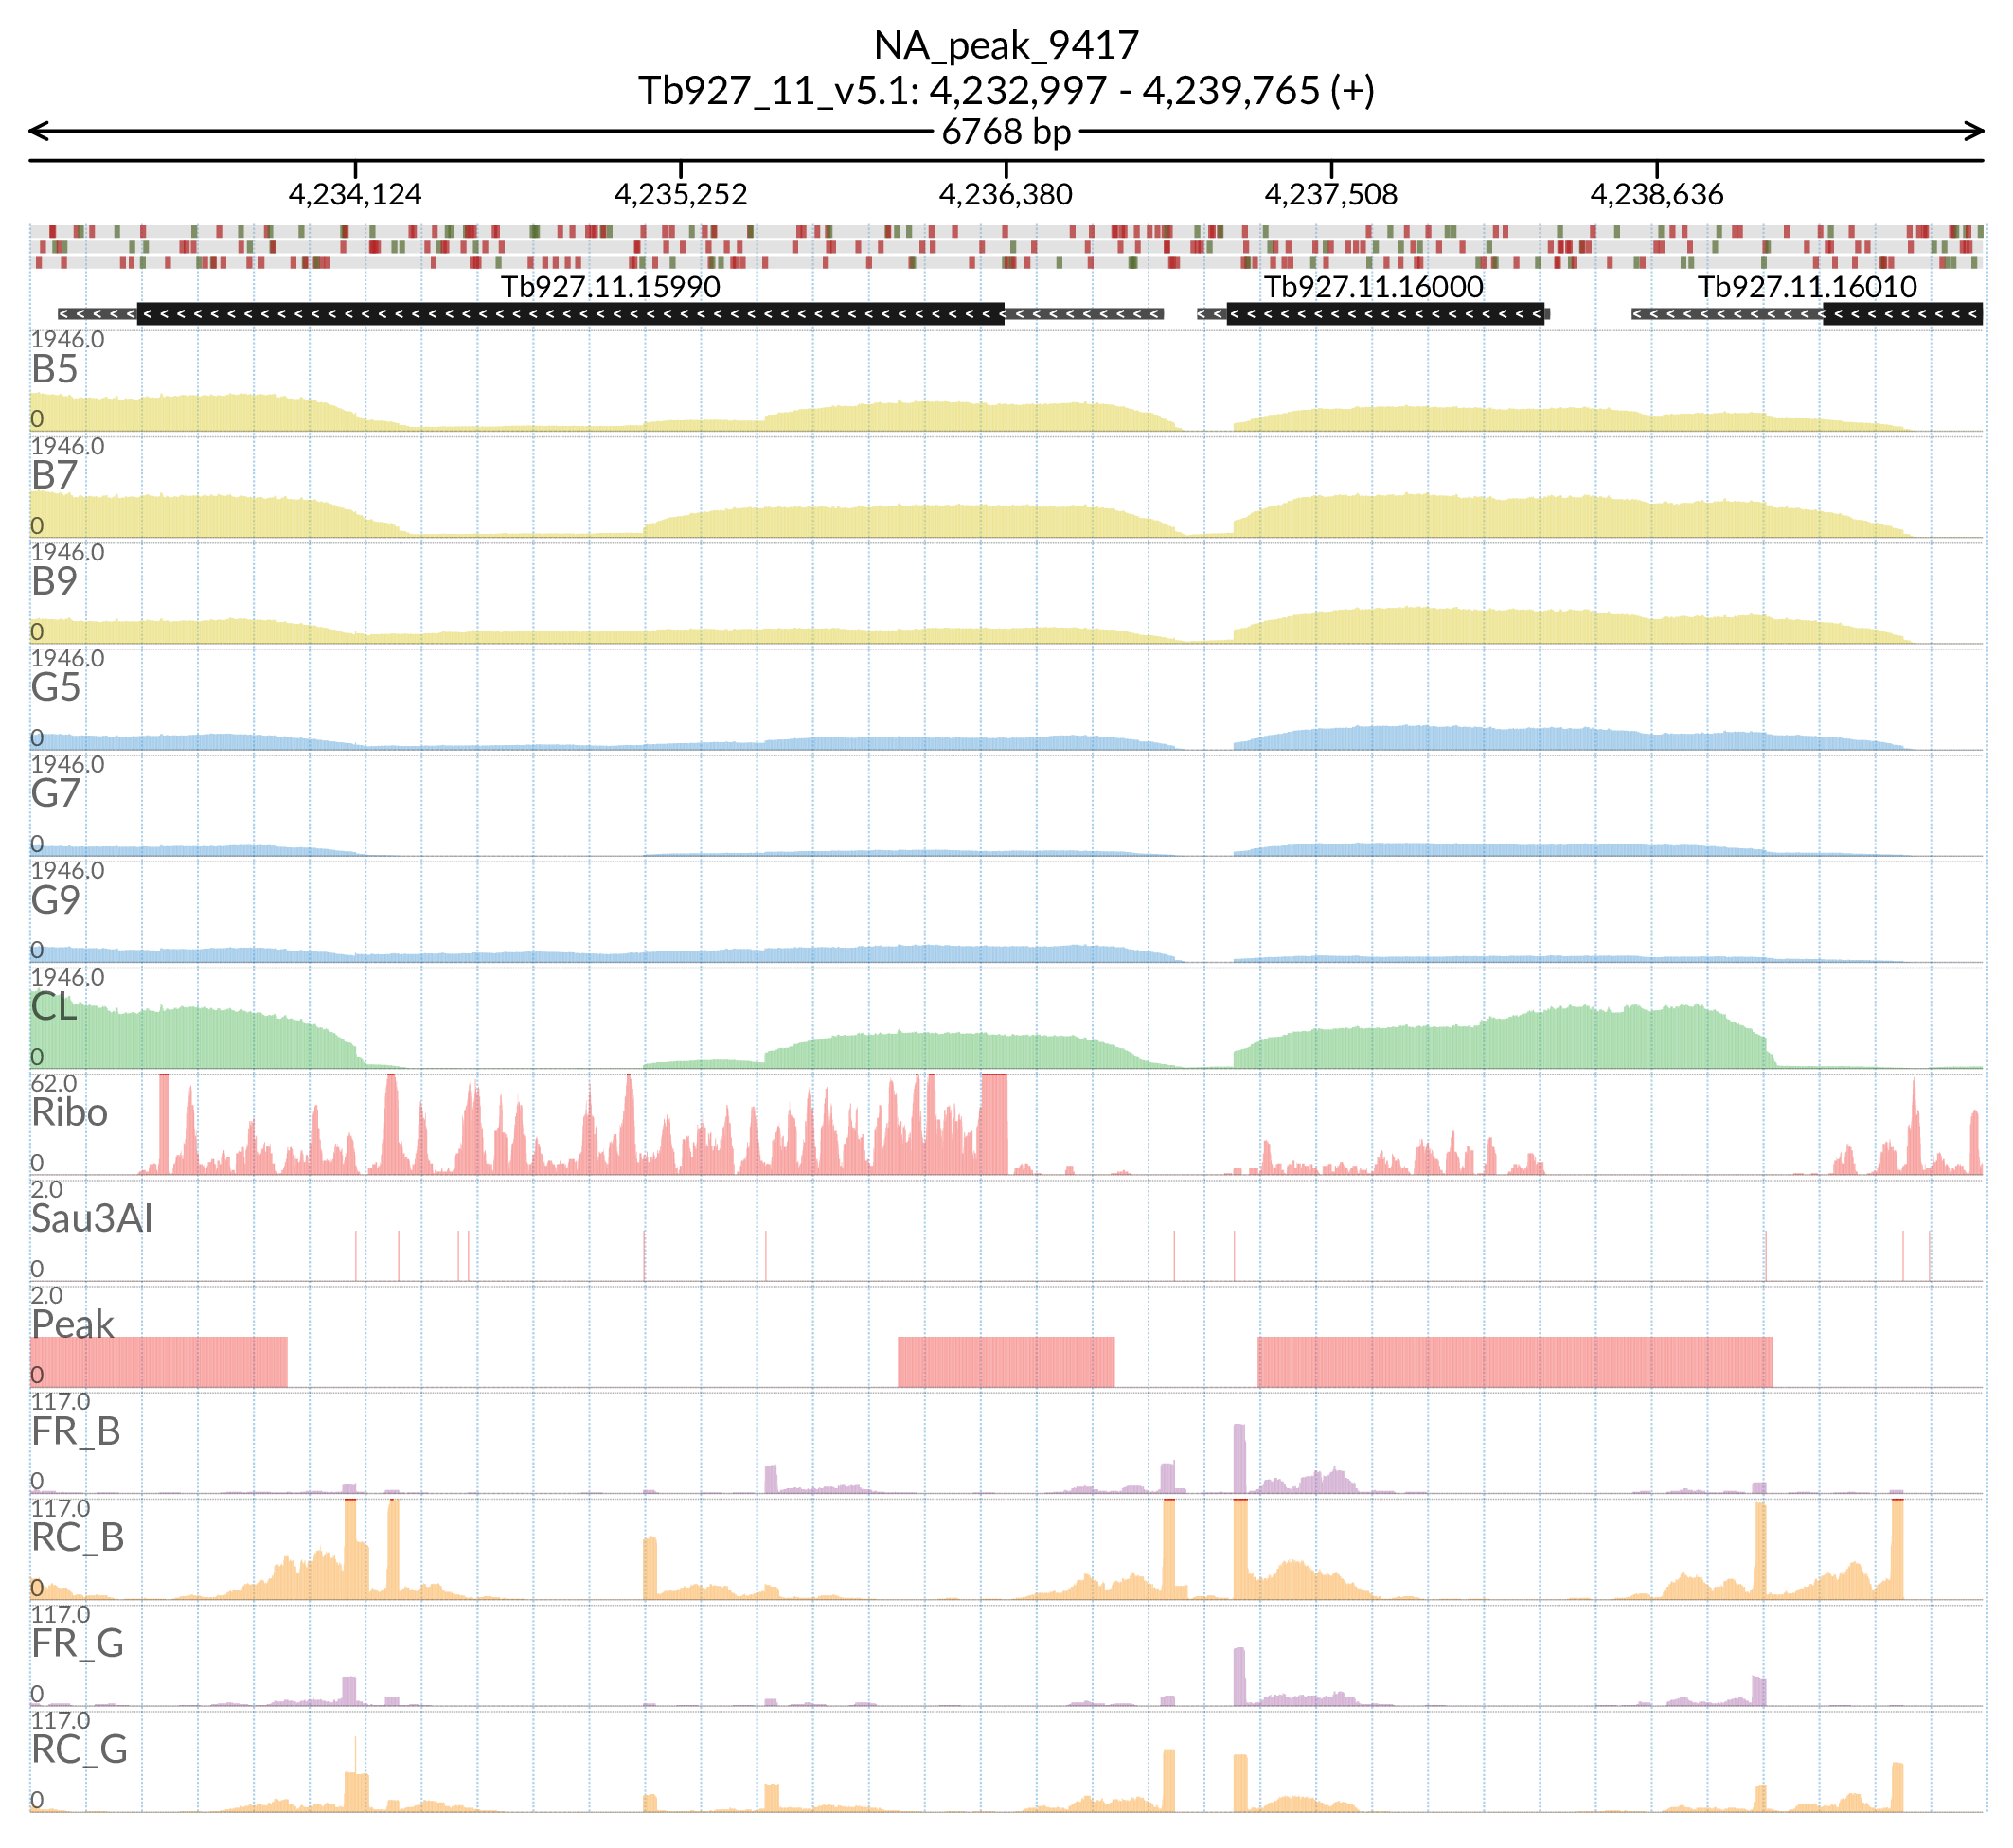 NA_peak_9417
Tb927_11_v5.1: 4,232,997 - 4,239,765 (+)
6768 bp
4,234,124 4,235,252 4,236,380 4,237,508 4,238,636
Tb927.11.15990 Tb927.11.16000 Tb927.11.16010
1946.0
B5
0
1946.0
B7
0
1946.0
B9
0
1946.0
G5
0
1946.0
G7
0
1946.0
G9
0
1946.0
CL
0
62.0
Ribo
0
2.0
Sau3AI
0
2.0
Peak
0
117.0
FR_B
0
117.0
RC_B
0
117.0
FR_G
0
117.0
RC_G
0